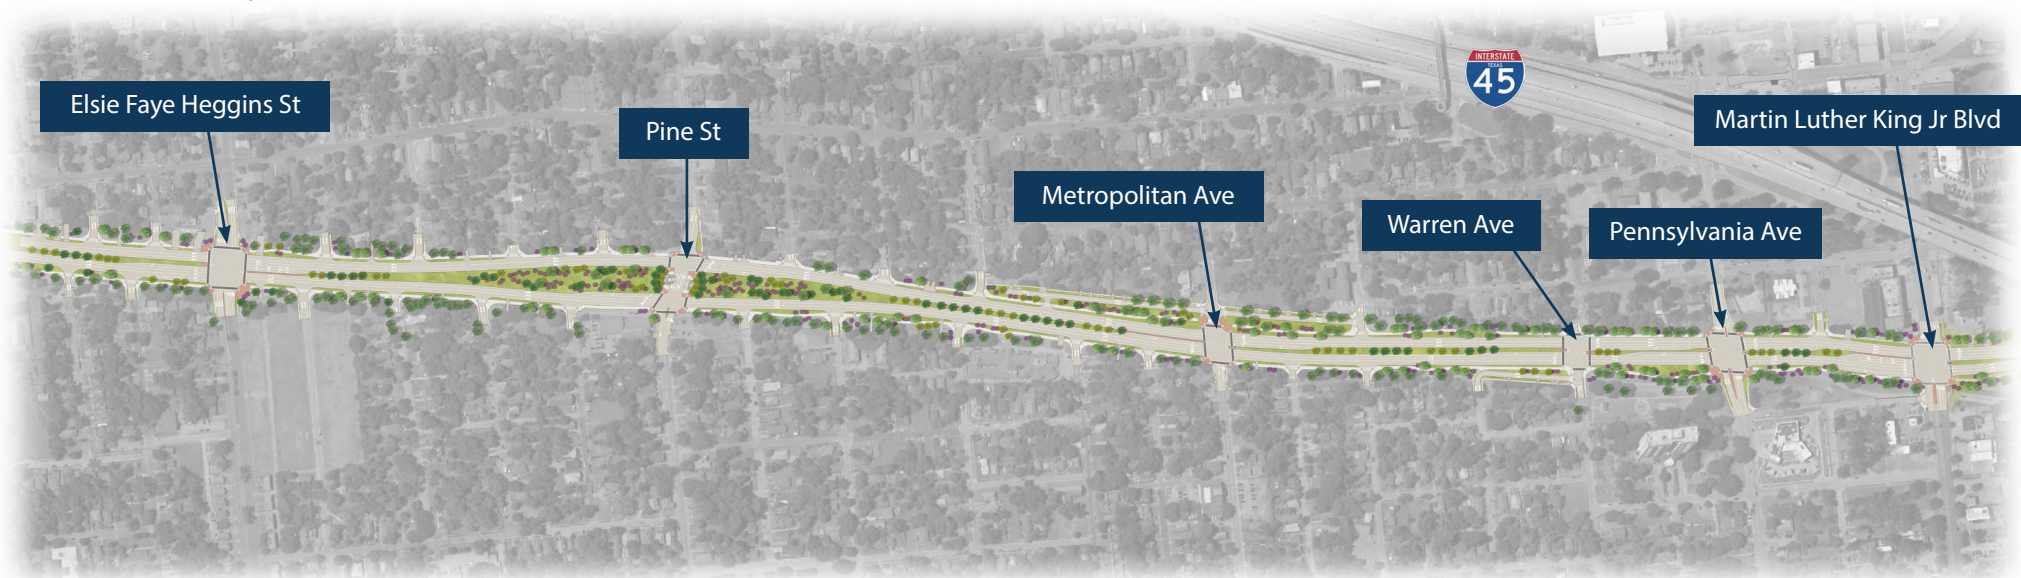 INTERSTATE
TEXAS
45
Elsie Faye Heggins St
Pine St
Martin Luther King Jr Blvd
Metropolitan Ave
Warren Ave
Pennsylvania Ave